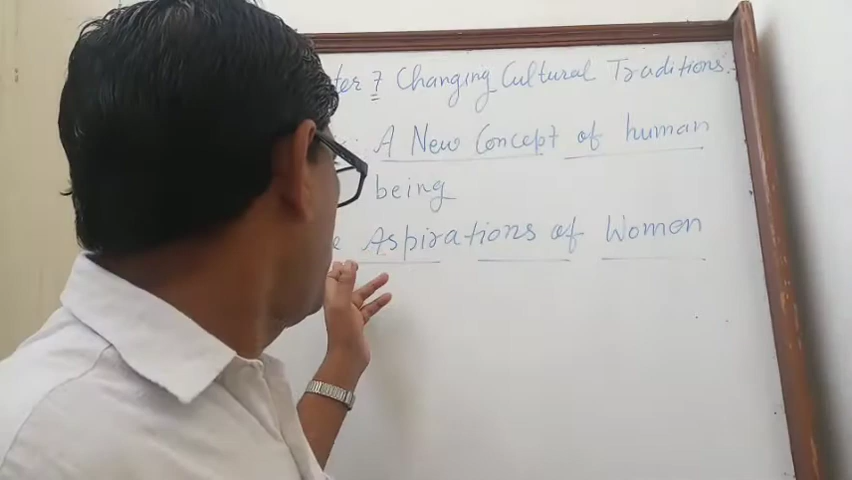 ter 7 Changing Cultural Traditions.
A New Concept of human
being
e Aspirations of Women